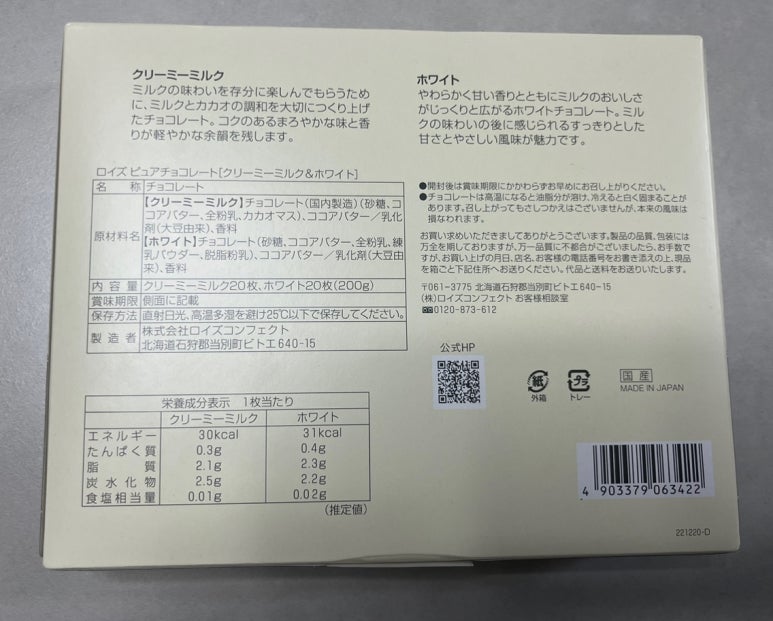 クリーミーミルク
ミルクの味わいを存分に楽しんでもらうため
に、ミルクとカカオの調和を大切につくり上げ
たチョコレート。コクのあるまろやかな味と香
りが軽やかな余韻を残します。
ホワイト
やわらかく甘い香りとともにミルクのおいしさ
がじっくりと広がるホワイトチョコレート。ミル
クの味わいの後に感じられるすっきりとした
甘さとやさしい風味が魅力です。
ロイズ ピュアチョコレート[クリーミーミルク&ホワイト]
名 称 チョコレート
原材料名 【クリーミーミルク】チョコレート(国内製造)(砂糖、コ
コアバター、全粉乳、カカオマス)、ココアバター/乳化
剤(大豆由来)、香料
【ホワイト】チョコレート(砂糖、ココアバター、全粉乳、練
乳パウダー、脱脂粉乳)、ココアバター/乳化剤(大豆由
来)、香料
内 容 量 クリーミーミルク20枚、ホワイト20枚(200g)
賞味期限 側面に記載
保存方法 直射日光、高温多湿を避け25℃以下で保存してください。
製 造 者 株式会社ロイズコンフェクト
北海道石狩郡当別町ビトエ640-15
●開封後は賞味期限にかかわらずお早めにお召し上がりください。
●チョコレートは高温になると油脂分が溶け、冷えると白く固まることが
あります。召し上がってもさしつかえはございませんが、本来の風味は
損なわれます。
お買い求めいただきましてありがとうございます。製品の品質、包装には
万全を期しておりますが、万一品質に不都合がございましたら、お手数で
すが、お買い上げの月日、店名、お客様の電話番号をお書き添えの上、現品
を箱ごと下記住所へお送りください。代品と送料をお送りいたします。
〒061-3775 北海道石狩郡当別町ビトエ640-15
(株)ロイズコンフェクト お客様相談室
0120-873-612
公式HP
紙
外箱
プラ
トレー
国産
MADE IN JAPAN
栄養成分表示 1枚当たり
クリーミーミルク ホワイト
エネルギー 30kcal 31kcal
たんぱく質 0.3g 0.4g
脂 質 2.1g 2.3g
炭水化物 2.5g 2.2g
食塩相当量 0.01g 0.02g
(推定値)
4 903379 063422
221220-D